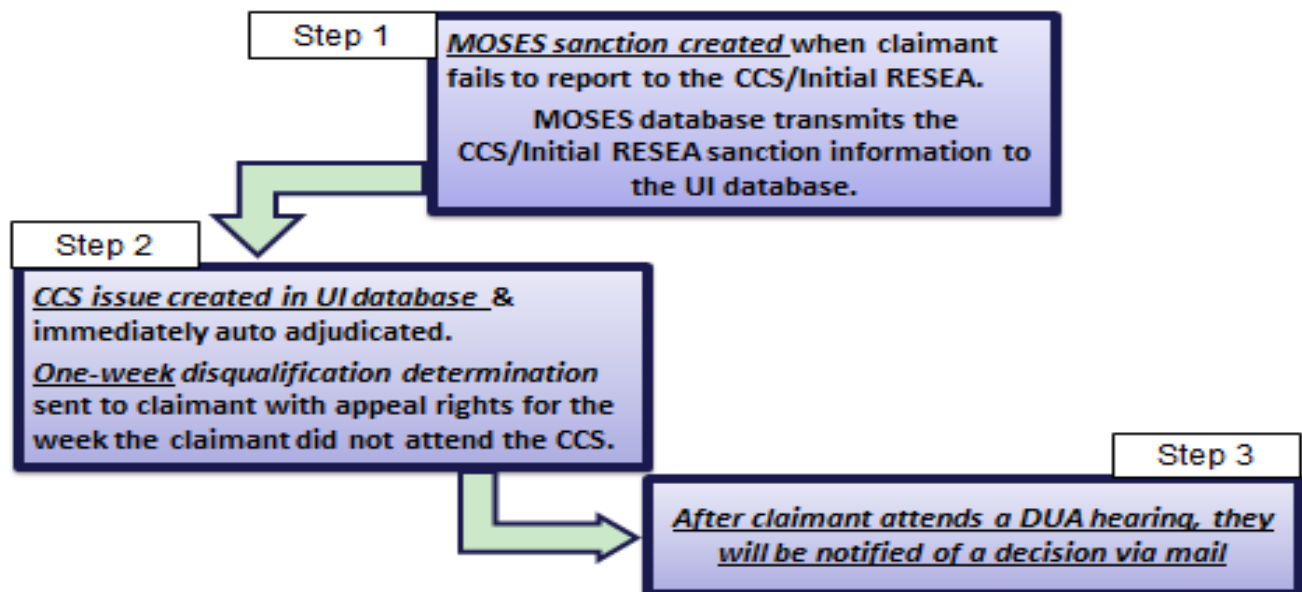 Step 1
MOSES sanction created when claimant
fails to report to the CCS/Initial RESEA.
MOSES database transmits the
CCS/Initial RESEA sanction information to
the UI database.
Step 2
CCS issue created in UI database &
immediately auto adjudicated.
One-week disqualification determination
sent to claimant with appeal rights for the
week the claimant did not attend the CCS.
Step 3
After claimant attends a DUA hearing, they
will be notified of a decision via mail